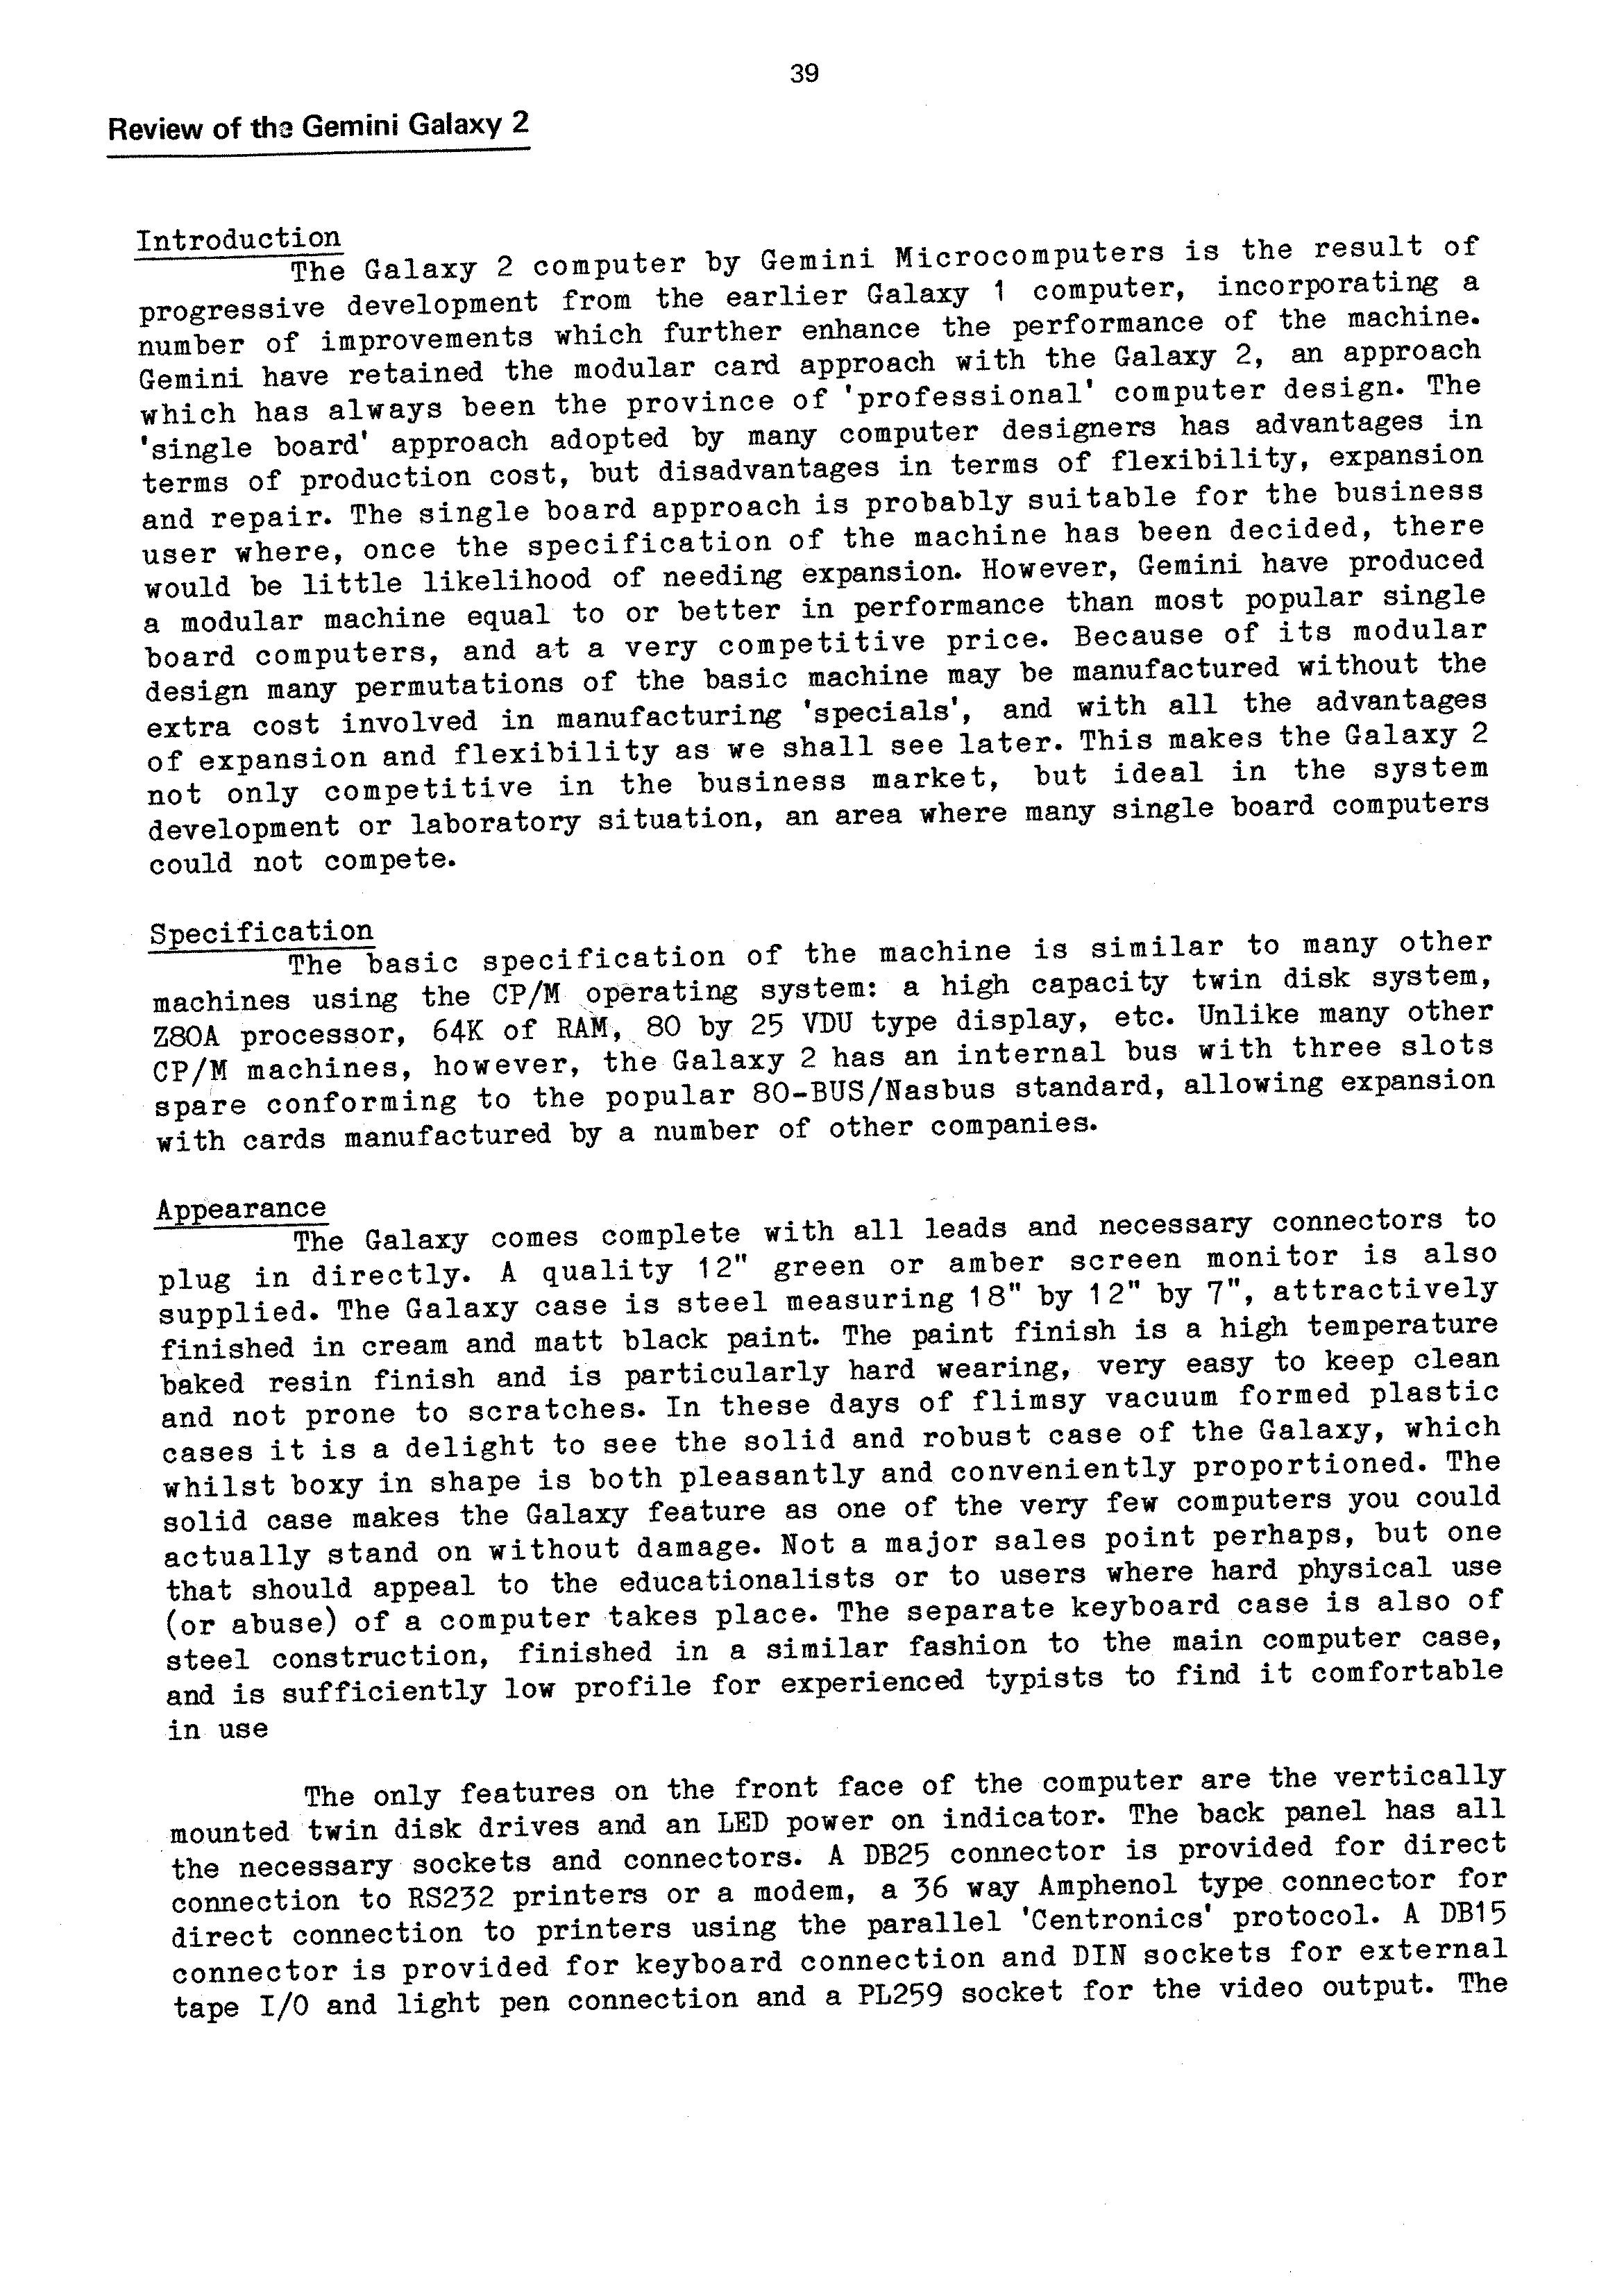 39
Review of the Gemini Galaxy 2
Introduction
The Galaxy 2 computer by Gemini Microcomputers is the result of
progressive development from the earlier Galaxy 1 computer, incorporating a
number of improvements which further enhance the performance of the machine.
Gemini have retained the modular card approach with the Galaxy 2, an approach
which has always been the province of 'professional' computer design. The
'single board' approach adopted by many computer designers has advantages in
terms of production cost, but disadvantages in terms of flexibility, expansion
and repair. The single board approach is probably suitable for the business
user where, once the specification of the machine has been decided, there
would be little likelihood of needing expansion. However, Gemini have produced
a modular machine equal to or better in performance than most popular single
board computers, and at a very competitive price. Because of its modular
design many permutations of the basic machine may be manufactured without the
extra cost involved in manufacturing 'specials', and with all the advantages
of expansion and flexibility as we shall see later. This makes the Galaxy 2
not only competitive in the business market, but ideal in the system
development or laboratory situation, an area where many single board computers
could not compete.
Specification
The basic specification of the machine is similar to many other
machines using the CP/M operating system: a high capacity twin disk system,
Z80A processor, 64K of RAM, 80 by 25 VDU type display, etc. Unlike many other
CP/M machines, however, the Galaxy 2 has an internal bus with three slots
spare conforming to the popular 80-BUS/Nasbus standard, allowing expansion
with cards manufactured by a number of other companies.
Appearance
The Galaxy comes complete with all leads and necessary connectors to
plug in directly. A quality 12" green or amber screen monitor is also
supplied. The Galaxy case is steel measuring 18" by 12" by 7", attractively
finished in cream and matt black paint. The paint finish is a high temperature
baked resin finish and is particularly hard wearing, very easy to keep clean
and not prone to scratches. In these days of flimsy vacuum formed plastic
cases it is a delight to see the solid and robust case of the Galaxy, which
whilst boxy in shape is both pleasantly and conveniently proportioned. The
solid case makes the Galaxy feature as one of the very few computers you could
actually stand on without damage. Not a major sales point perhaps, but one
that should appeal to the educationalists or to users where hard physical use
(or abuse) of a computer takes place. The separate keyboard case is also of
steel construction, finished in a similar fashion to the main computer case,
and is sufficiently low profile for experienced typists to find it comfortable
in use
The only features on the front face of the computer are the vertically
mounted twin disk drives and an LED power on indicator. The back panel has all
the necessary sockets and connectors. A DB25 connector is provided for direct
connection to RS232 printers or a modem, a 36 way Amphenol type connector for
direct connection to printers using the parallel 'Centronics' protocol. A DB15
connector is provided for keyboard connection and DIN sockets for external
tape I/O and light pen connection and a PL259 socket for the video output. The